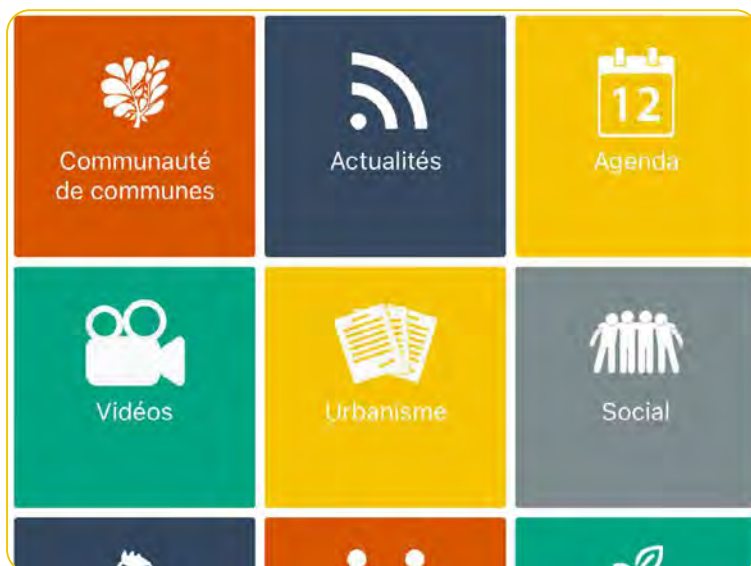 12
Communauté
de communes
Actualités
Agenda
Vidéos
Urbanisme
Social